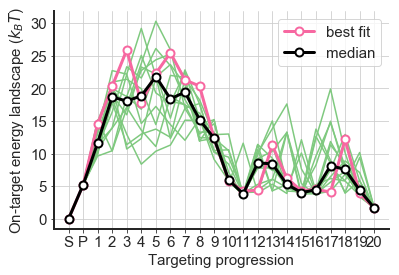 best fit
median
On-target energy landscape (k_BT)
30
25
20
15
10
5
0
S P 1 2 3 4 5 6 7 8 9 10 11 12 13 14 15 16 17 18 19 20
Targeting progression